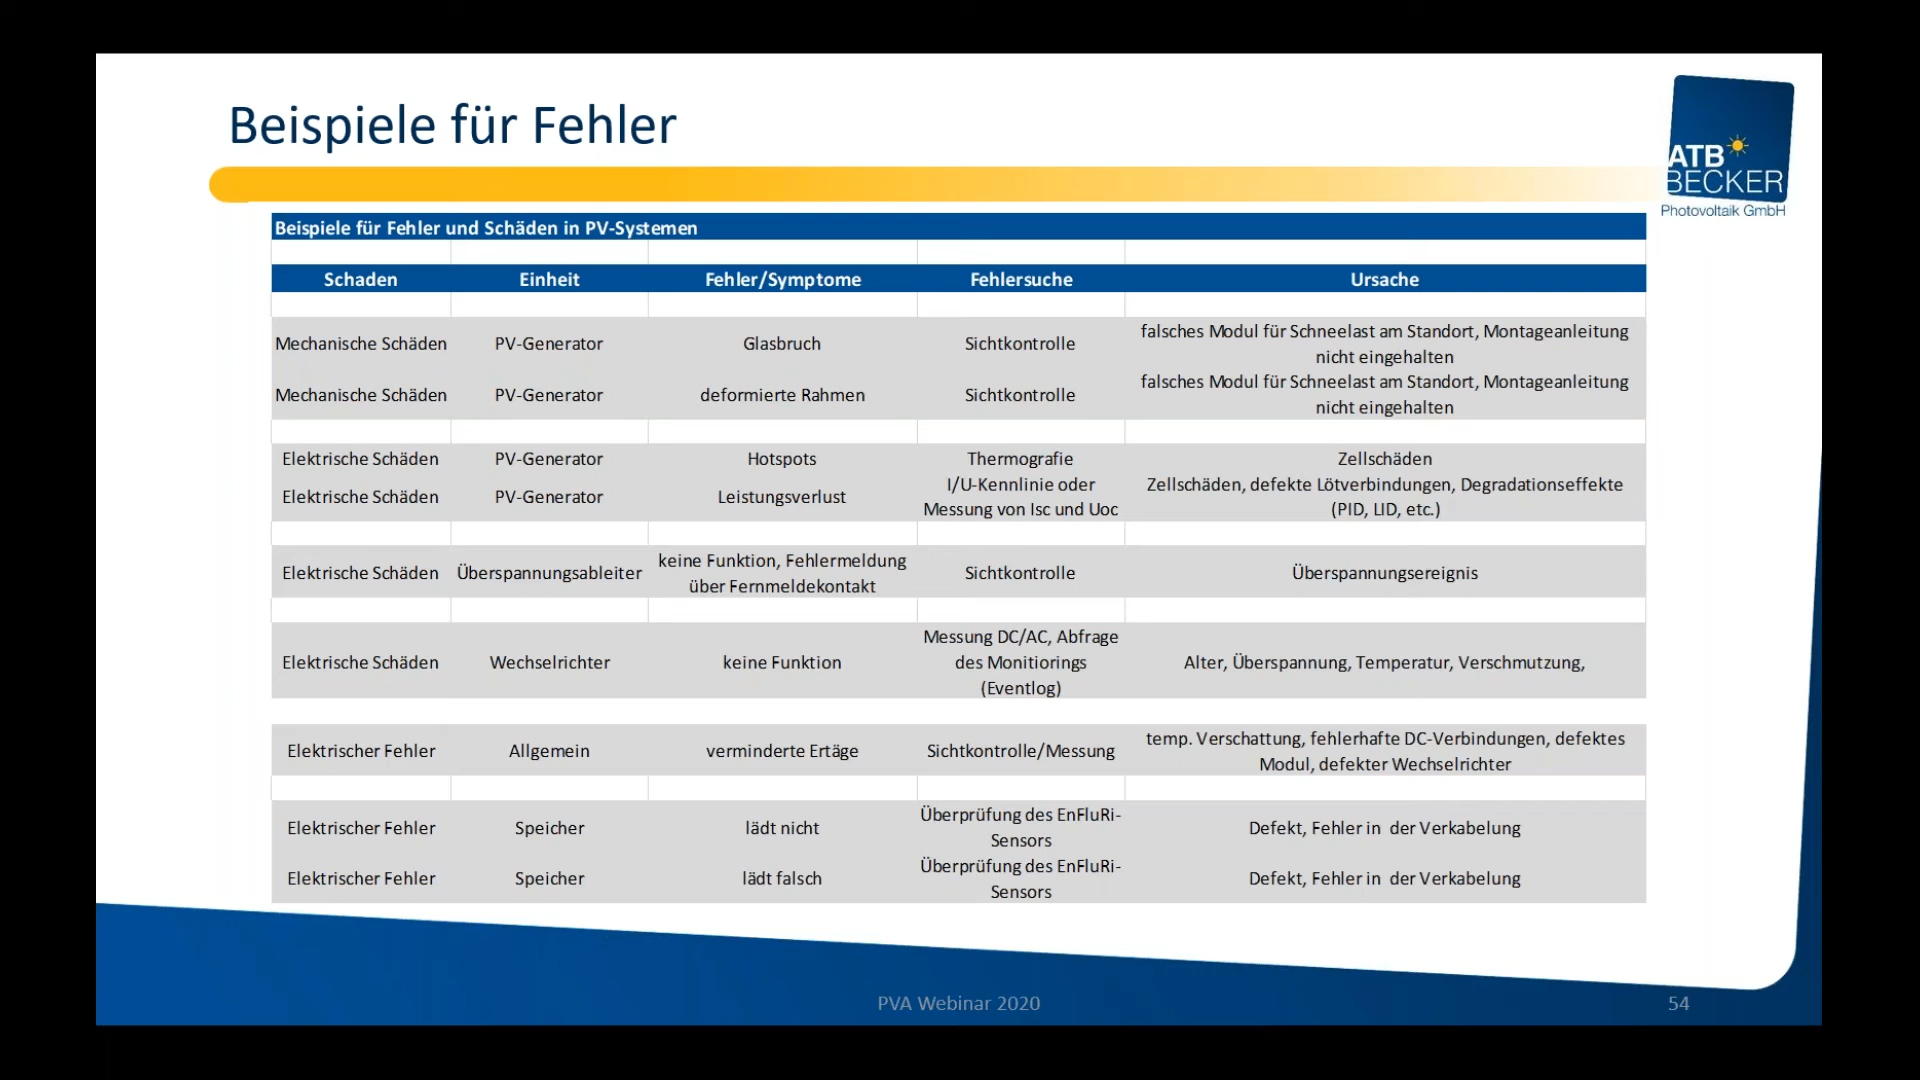 Beispiele für Fehler
ATB
BECKER
Photovoltaik GmbH
Beispiele für Fehler und Schäden in PV-Systemen
Schaden Einheit Fehler/Symptome Fehlersuche Ursache
Mechanische Schäden PV-Generator Glasbruch Sichtkontrolle falsches Modul für Schneelast am Standort, Montageanleitung
nicht eingehalten
Mechanische Schäden PV-Generator deformierte Rahmen Sichtkontrolle falsches Modul für Schneelast am Standort, Montageanleitung
nicht eingehalten
Elektrische Schäden PV-Generator Hotspots Thermografie Zellschäden
Elektrische Schäden PV-Generator Leistungsverlust I/U-Kennlinie oder
Messung von Isc und Uoc Zellschäden, defekte Lötverbindungen, Degradationseffekte
(PID, LID, etc.)
Elektrische Schäden Überspannungsableiter keine Funktion, Fehlermeldung
über Fernmeldekontakt Sichtkontrolle Überspannungsereignis
Elektrische Schäden Wechselrichter keine Funktion Messung DC/AC, Abfrage
des Monitiorings
(Eventlog) Alter, Überspannung, Temperatur, Verschmutzung,
Elektrischer Fehler Allgemein verminderte Ertäge Sichtkontrolle/Messung temp. Verschattung, fehlerhafte DC-Verbindungen, defektes
Modul, defekter Wechselrichter
Elektrischer Fehler Speicher lädt nicht Überprüfung des EnFluRi-
Sensors Defekt, Fehler in der Verkabelung
Elektrischer Fehler Speicher lädt falsch Überprüfung des EnFluRi-
Sensors Defekt, Fehler in der Verkabelung
PVA Webinar 2020
54